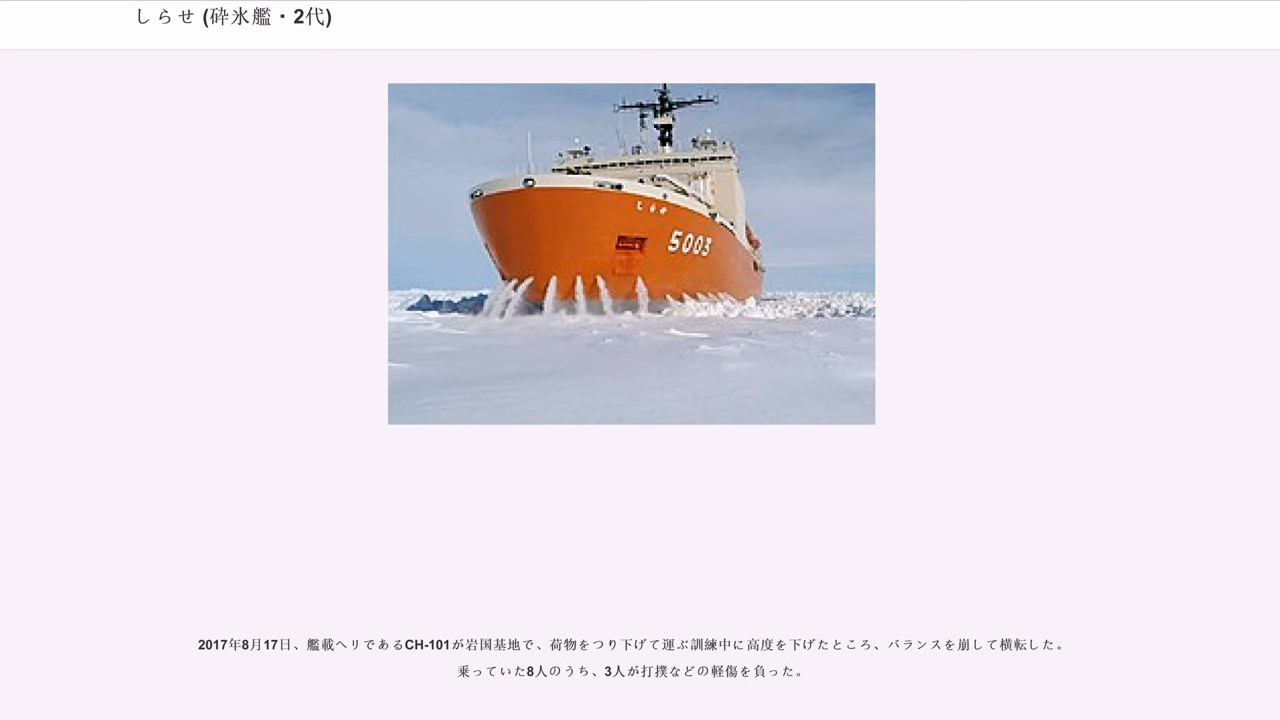 しらせ (砕氷艦・2代)
しらせ
5003
2017年8月17日、艦載ヘリであるCH-101が岩国基地で、荷物をつり下げて運ぶ訓練中に高度を下げたところ、バランスを崩して横転した。
乗っていた8人のうち、3人が打撲などの軽傷を負った。